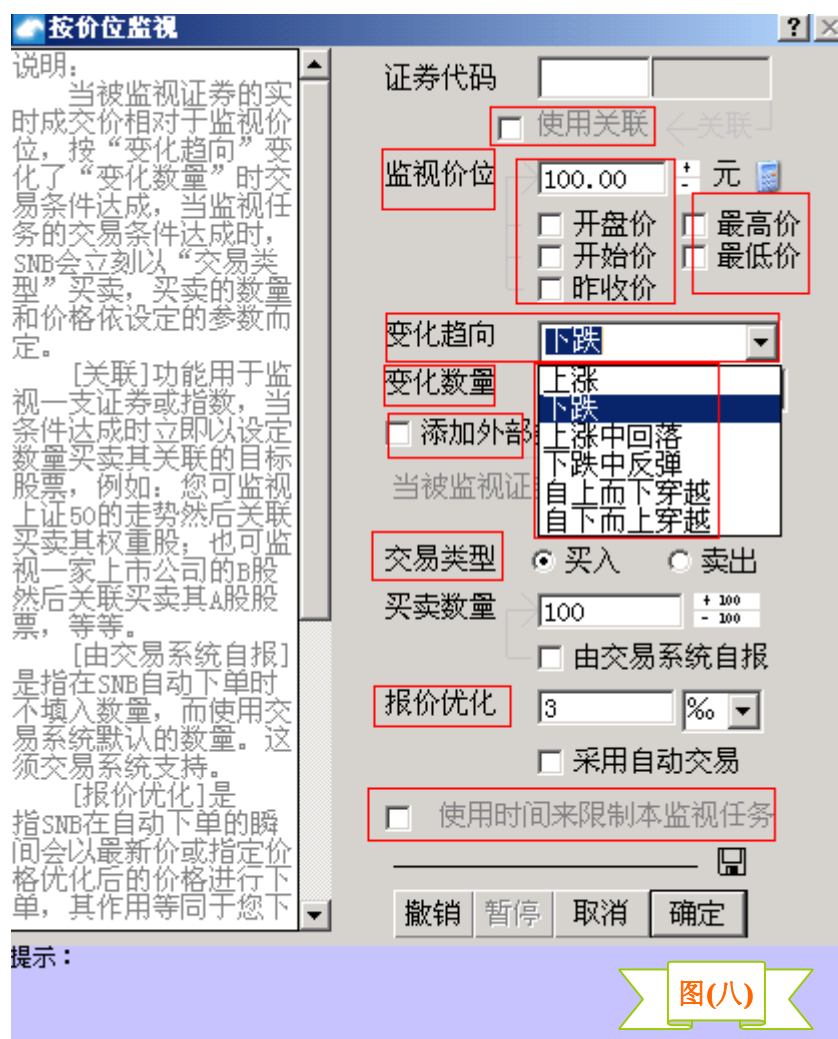 按价位监视
说明:
当被监视证券的实
时成交价相对于监视价
位，按“变化趋向”变
化了“变化数量”时交
易条件达成，当监视任
务的交易条件达成时，
SNB会立刻以“交易类
型”买卖，买卖的数量
和价格依设定的参数而
定。
[关联]功能用于监
视一支证券或指数，当
条件达成时立即以设定
数量买卖其关联的目标
股票，例如：您可监视
上证50的走势然后关联
买卖其权重股；也可监
视一家上市公司的B股
然后关联买卖其A股股
票，等等。
[由交易系统自报]
是指在SNB自动下单时
不填入数量，而使用交
易系统默认的数量。这
须交易系统支持。
[报价优化]是
指SNB在自动下单的瞬
间会以最新价或指定价
格优化后的价格进行下
单，其作用等同于您下
证券代码
使用关联 关联
监视价位 100.00 元
开盘价 最高价
开始价 最低价
昨收价
变化趋向 下跌
变化数量
上涨
下跌
添加外部
上涨中回落
下跌中反弹
当被监视证
自上而下穿越
自下而上穿越
交易类型 买入 卖出
买卖数量 100 + 100
- 100
由交易系统自报
报价优化 3 ‰
采用自动交易
使用时间来限制本监视任务
撤销 暂停 取消 确定
提示：
图(八)